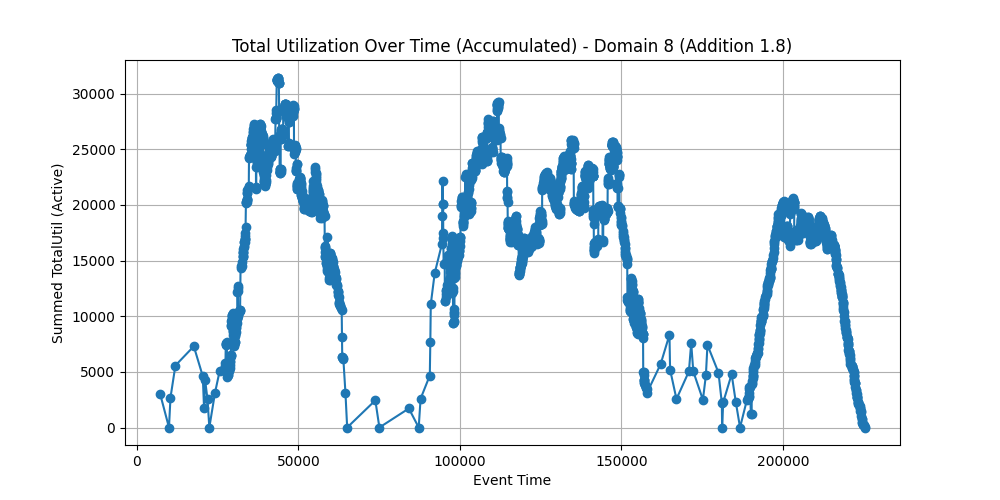 Total Utilization Over Time (Accumulated) - Domain 8 (Addition 1.8)
Summed TotalUtil (Active)
30000
25000
20000
15000
10000
5000
0
0 50000 100000 150000 200000
Event Time